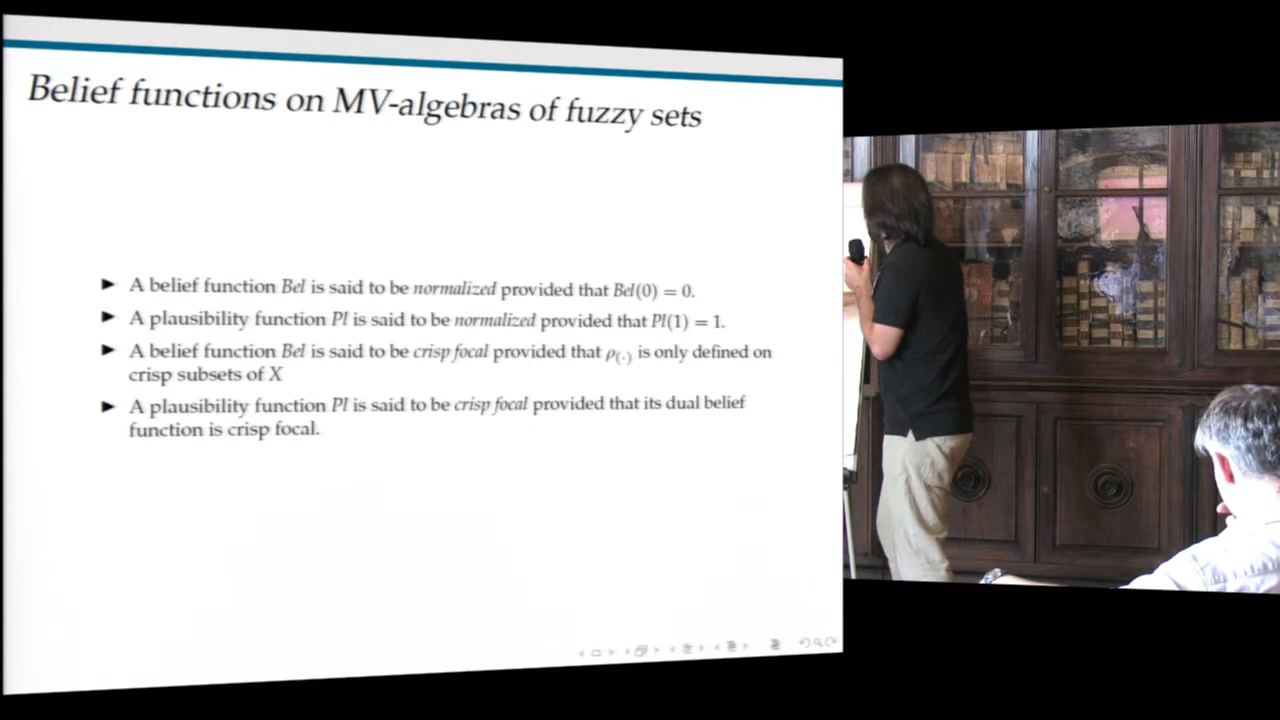 Belief functions on MV-algebras of fuzzy sets
► A belief function Bel is said to be normalized provided that Bel(0) = 0.
► A plausibility function Pl is said to be normalized provided that Pl(1) = 1.
► A belief function Bel is said to be crisp focal provided that ρ(·) is only defined on
crisp subsets of X
► A plausibility function Pl is said to be crisp focal provided that its dual belief
function is crisp focal.